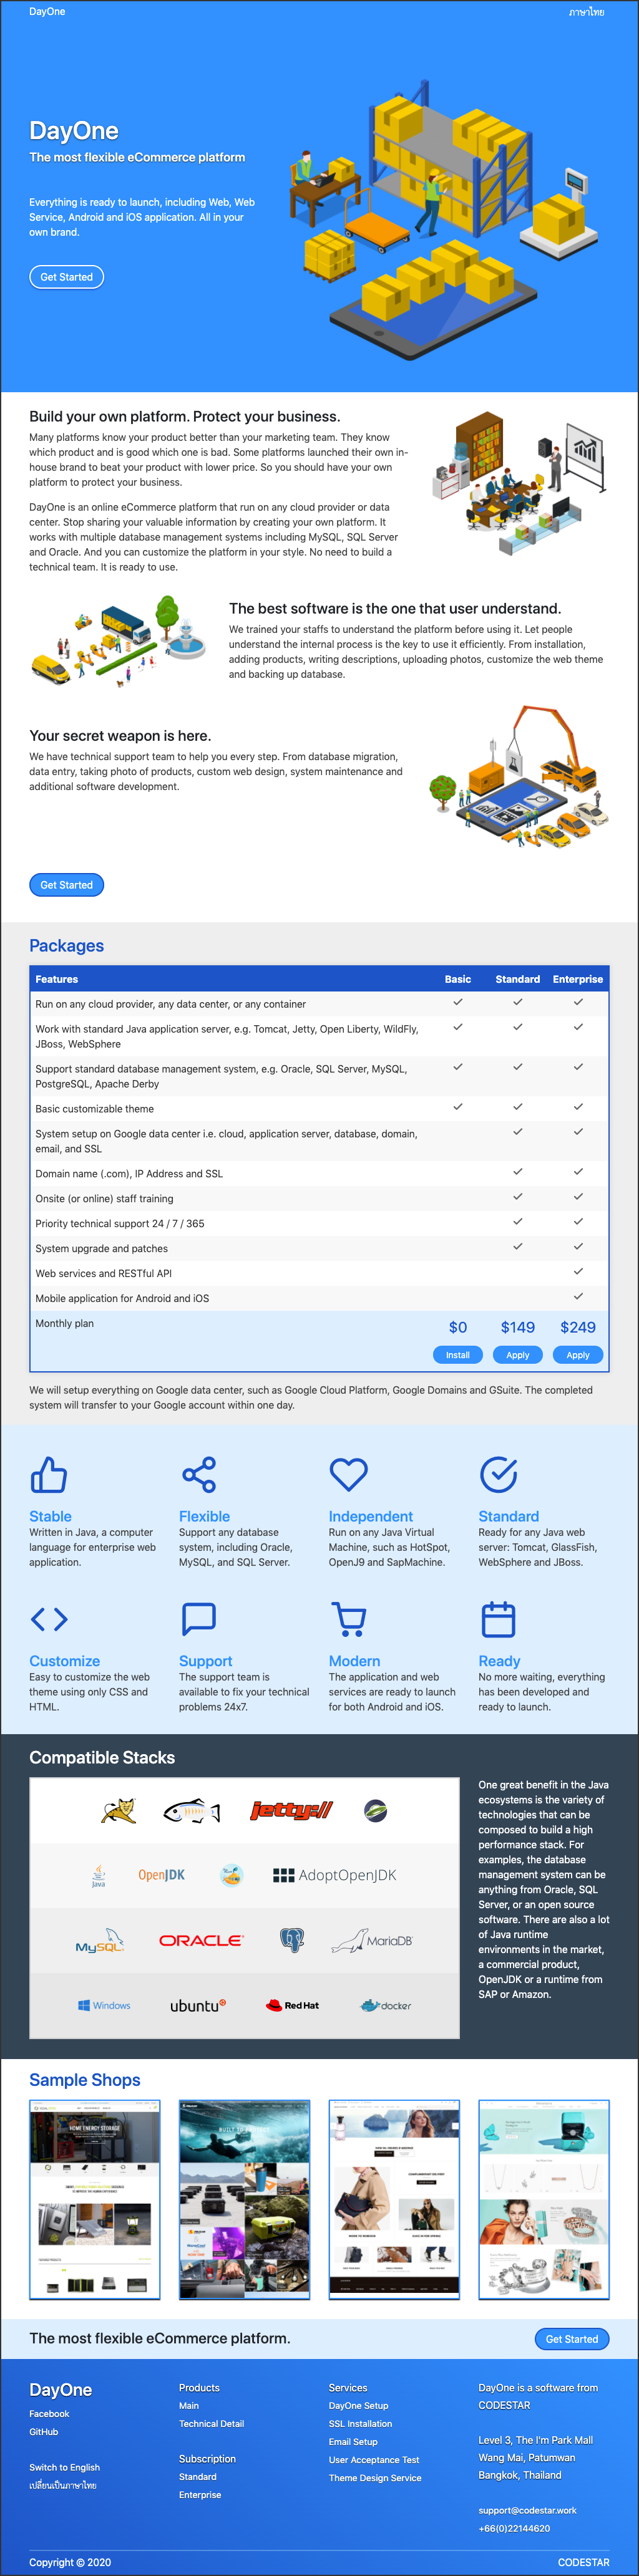 DayOne
ภาษาไทย
DayOne
The most flexible eCommerce platform
Everything is ready to launch, including Web, Web
Service, Android and iOS application. All in your
own brand.
Get Started
Build your own platform. Protect your business.
Many platforms know your product better than your marketing team. They know
which product and is good which one is bad. Some platforms launched their own in-
house brand to beat your product with lower price. So you should have your own
platform to protect your business.
DayOne is an online eCommerce platform that run on any cloud provider or data
center. Stop sharing your valuable information by creating your own platform. It
works with multiple database management systems including MySQL, SQL Server
and Oracle. And you can customize the platform in your style. No need to build a
technical team. It is ready to use.
The best software is the one that user understand.
We trained your staffs to understand the platform before using it. Let people
understand the internal process is the key to use it efficiently. From installation,
adding products, writing descriptions, uploading photos, customize the web theme
and backing up database.
Your secret weapon is here.
We have technical support team to help you every step. From database migration,
data entry, taking photo of products, custom web design, system maintenance and
additional software development.
Get Started
Packages
Features Basic Standard Enterprise
Run on any cloud provider, any data center, or any container
Work with standard Java application server, e.g. Tomcat, Jetty, Open Liberty, WildFly,
JBoss, WebSphere
Support standard database management system, e.g. Oracle, SQL Server, MySQL,
PostgreSQL, Apache Derby
Basic customizable theme
System setup on Google data center i.e. cloud, application server, database, domain,
email, and SSL
Domain name (.com), IP Address and SSL
Onsite (or online) staff training
Priority technical support 24 / 7 / 365
System upgrade and patches
Web services and RESTful API
Mobile application for Android and iOS
Monthly plan $0 $149 $249
Install Apply Apply
We will setup everything on Google data center, such as Google Cloud Platform, Google Domains and GSuite. The completed
system will transfer to your Google account within one day.
Stable
Written in Java, a computer
language for enterprise web
application.
Flexible
Support any database
system, including Oracle,
MySQL, and SQL Server.
Independent
Run on any Java Virtual
Machine, such as HotSpot,
OpenJ9 and SapMachine.
Standard
Ready for any Java web
server: Tomcat, GlassFish,
WebSphere and JBoss.
Customize
Easy to customize the web
theme using only CSS and
HTML.
Support
The support team is
available to fix your technical
problems 24x7.
Modern
The application and web
services are ready to launch
for both Android and iOS.
Ready
No more waiting, everything
has been developed and
ready to launch.
Compatible Stacks
jetty://
Java OpenJDK AdoptOpenJDK
MySQL ORACLE MariaDB
Windows ubuntu Red Hat docker
One great benefit in the Java
ecosystems is the variety of
technologies that can be
composed to build a high
performance stack. For
examples, the database
management system can be
anything from Oracle, SQL
Server, or an open source
software. There are also a lot
of Java runtime
environments in the market,
a commercial product,
OpenJDK or a runtime from
SAP or Amazon.
Sample Shops
HOME ENERGY STORAGE
The most flexible eCommerce platform.
Get Started
DayOne
Facebook
GitHub
Switch to English
เปลี่ยนเป็นภาษาไทย
Products
Main
Technical Detail
Subscription
Standard
Enterprise
Services
DayOne Setup
SSL Installation
Email Setup
User Acceptance Test
Theme Design Service
DayOne is a software from
CODESTAR
Level 3, The I'm Park Mall
Wang Mai, Patumwan
Bangkok, Thailand
support@codestar.work
+66(0)22144620
Copyright © 2020
CODESTAR